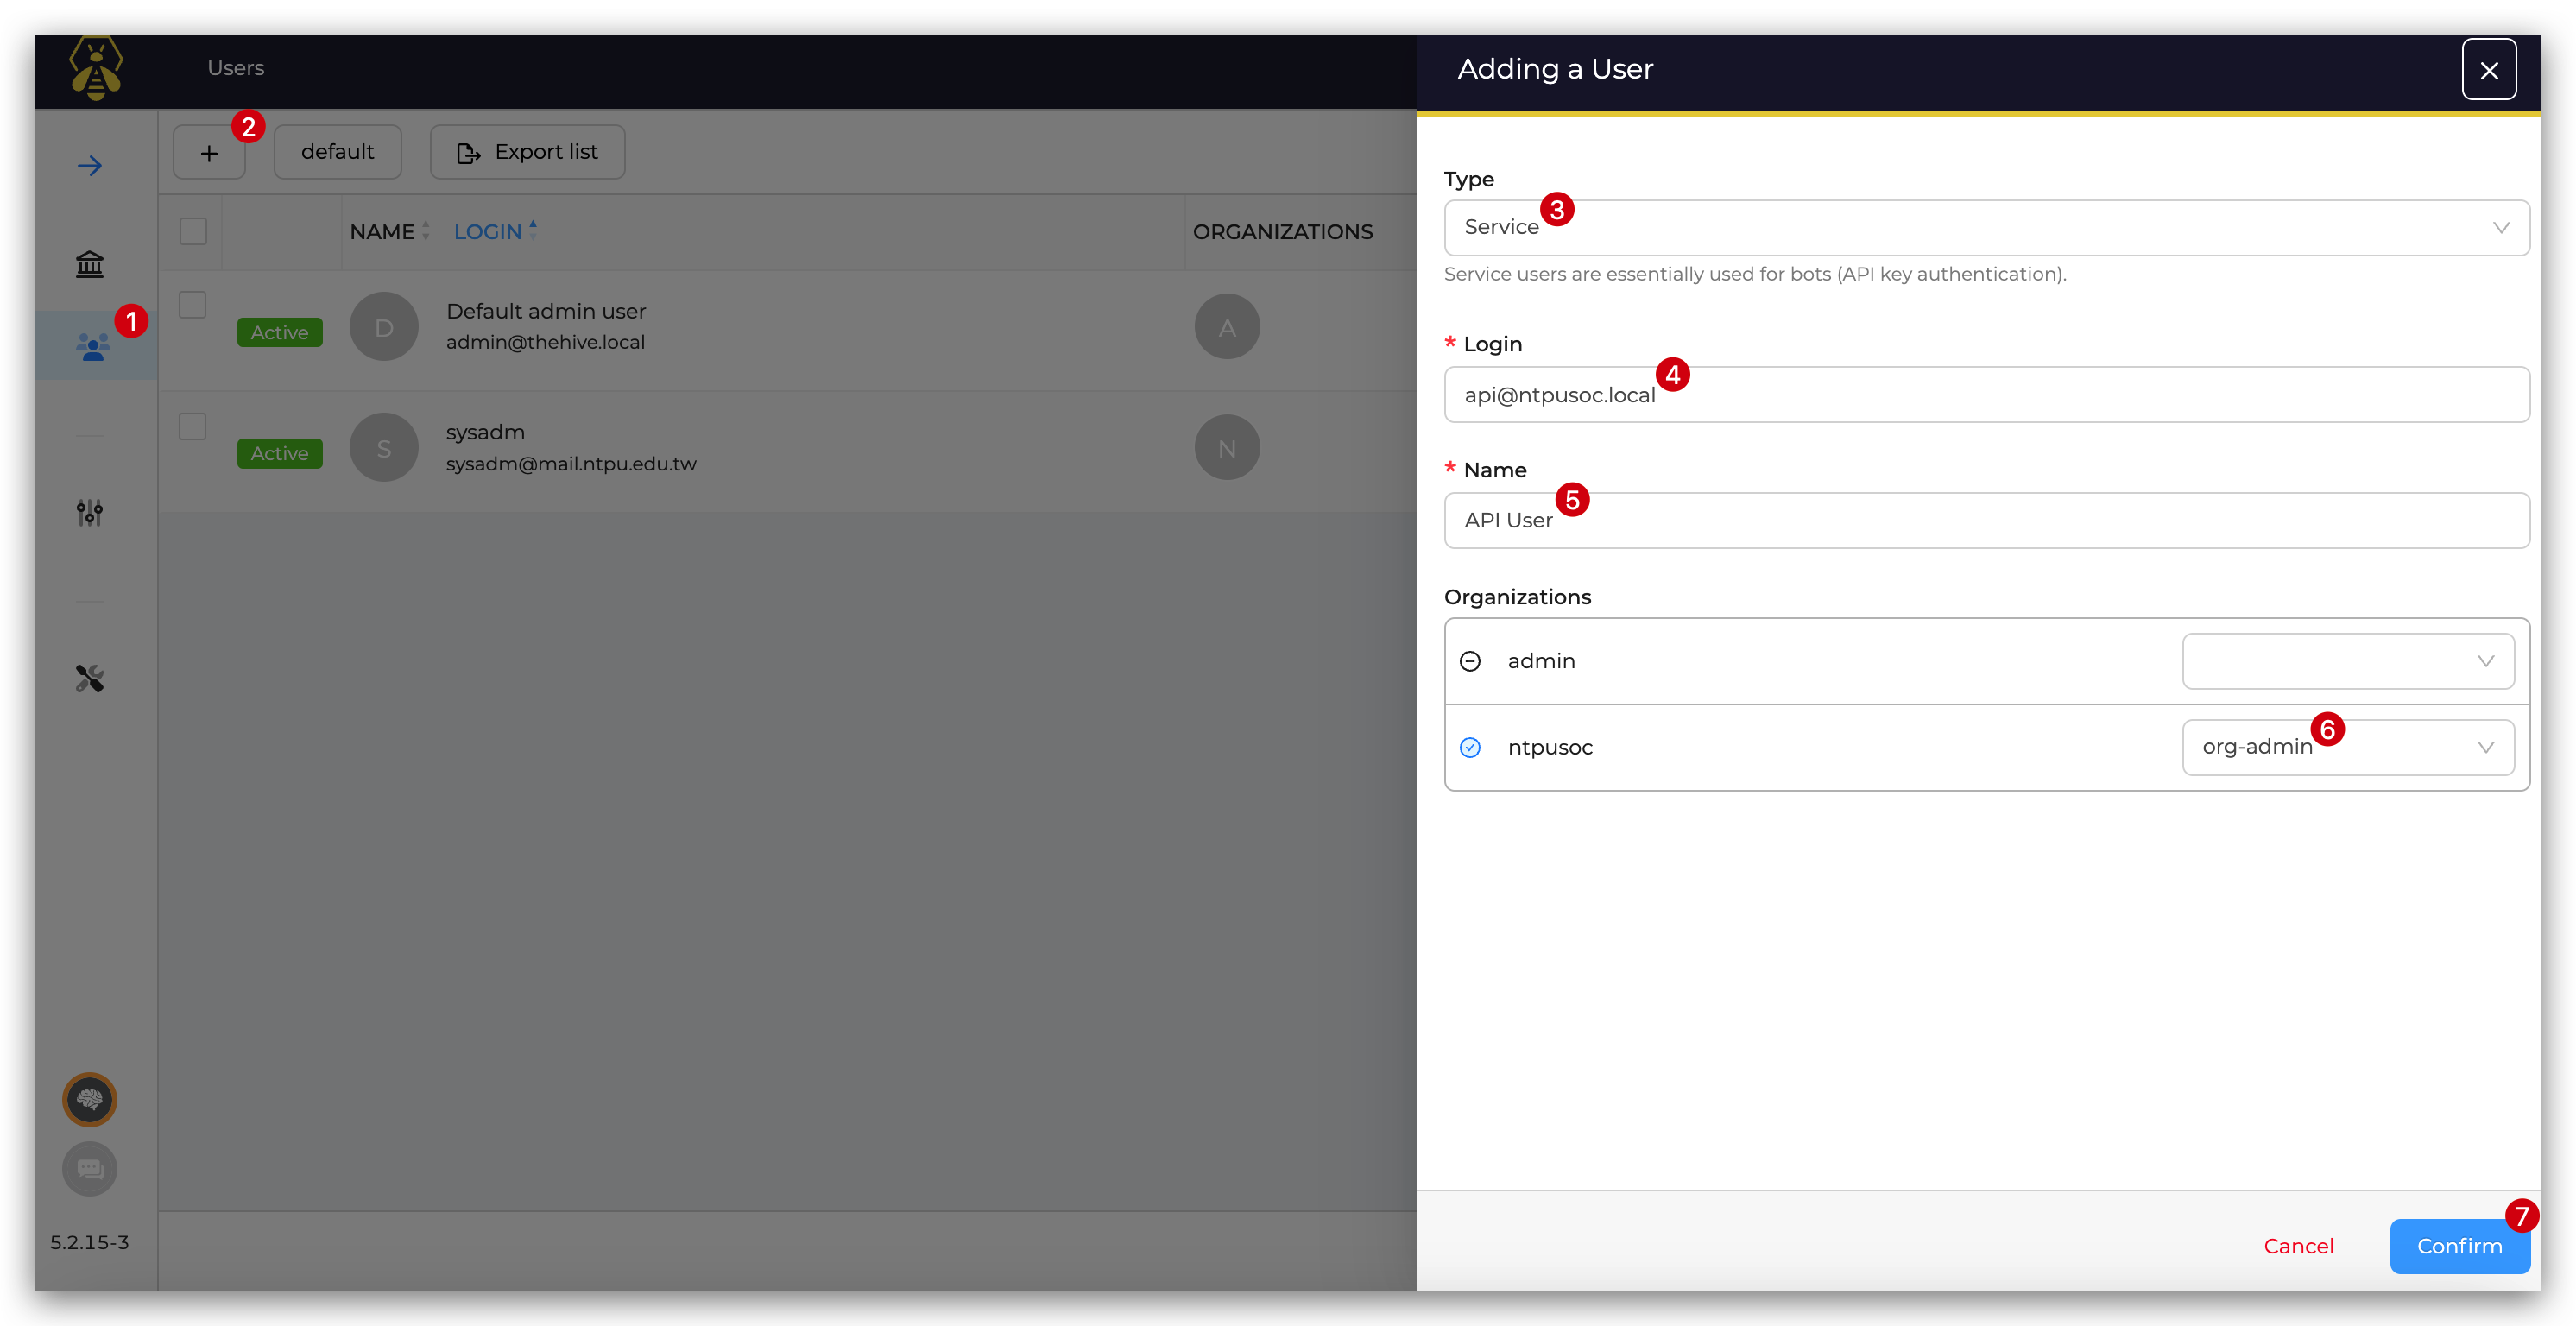 Users
Adding a User
1
2
+
default
Export list
NAME LOGIN ORGANIZATIONS
Active
D
Default admin user
admin@thehive.local
A
Active
S
sysadm
sysadm@mail.ntpu.edu.tw
N
5.2.15-3
Type
3
Service
Service users are essentially used for bots (API key authentication).
* Login
4
api@ntpusoc.local
* Name
5
API User
Organizations
admin
ntpusoc
6
org-admin
7
Cancel
Confirm